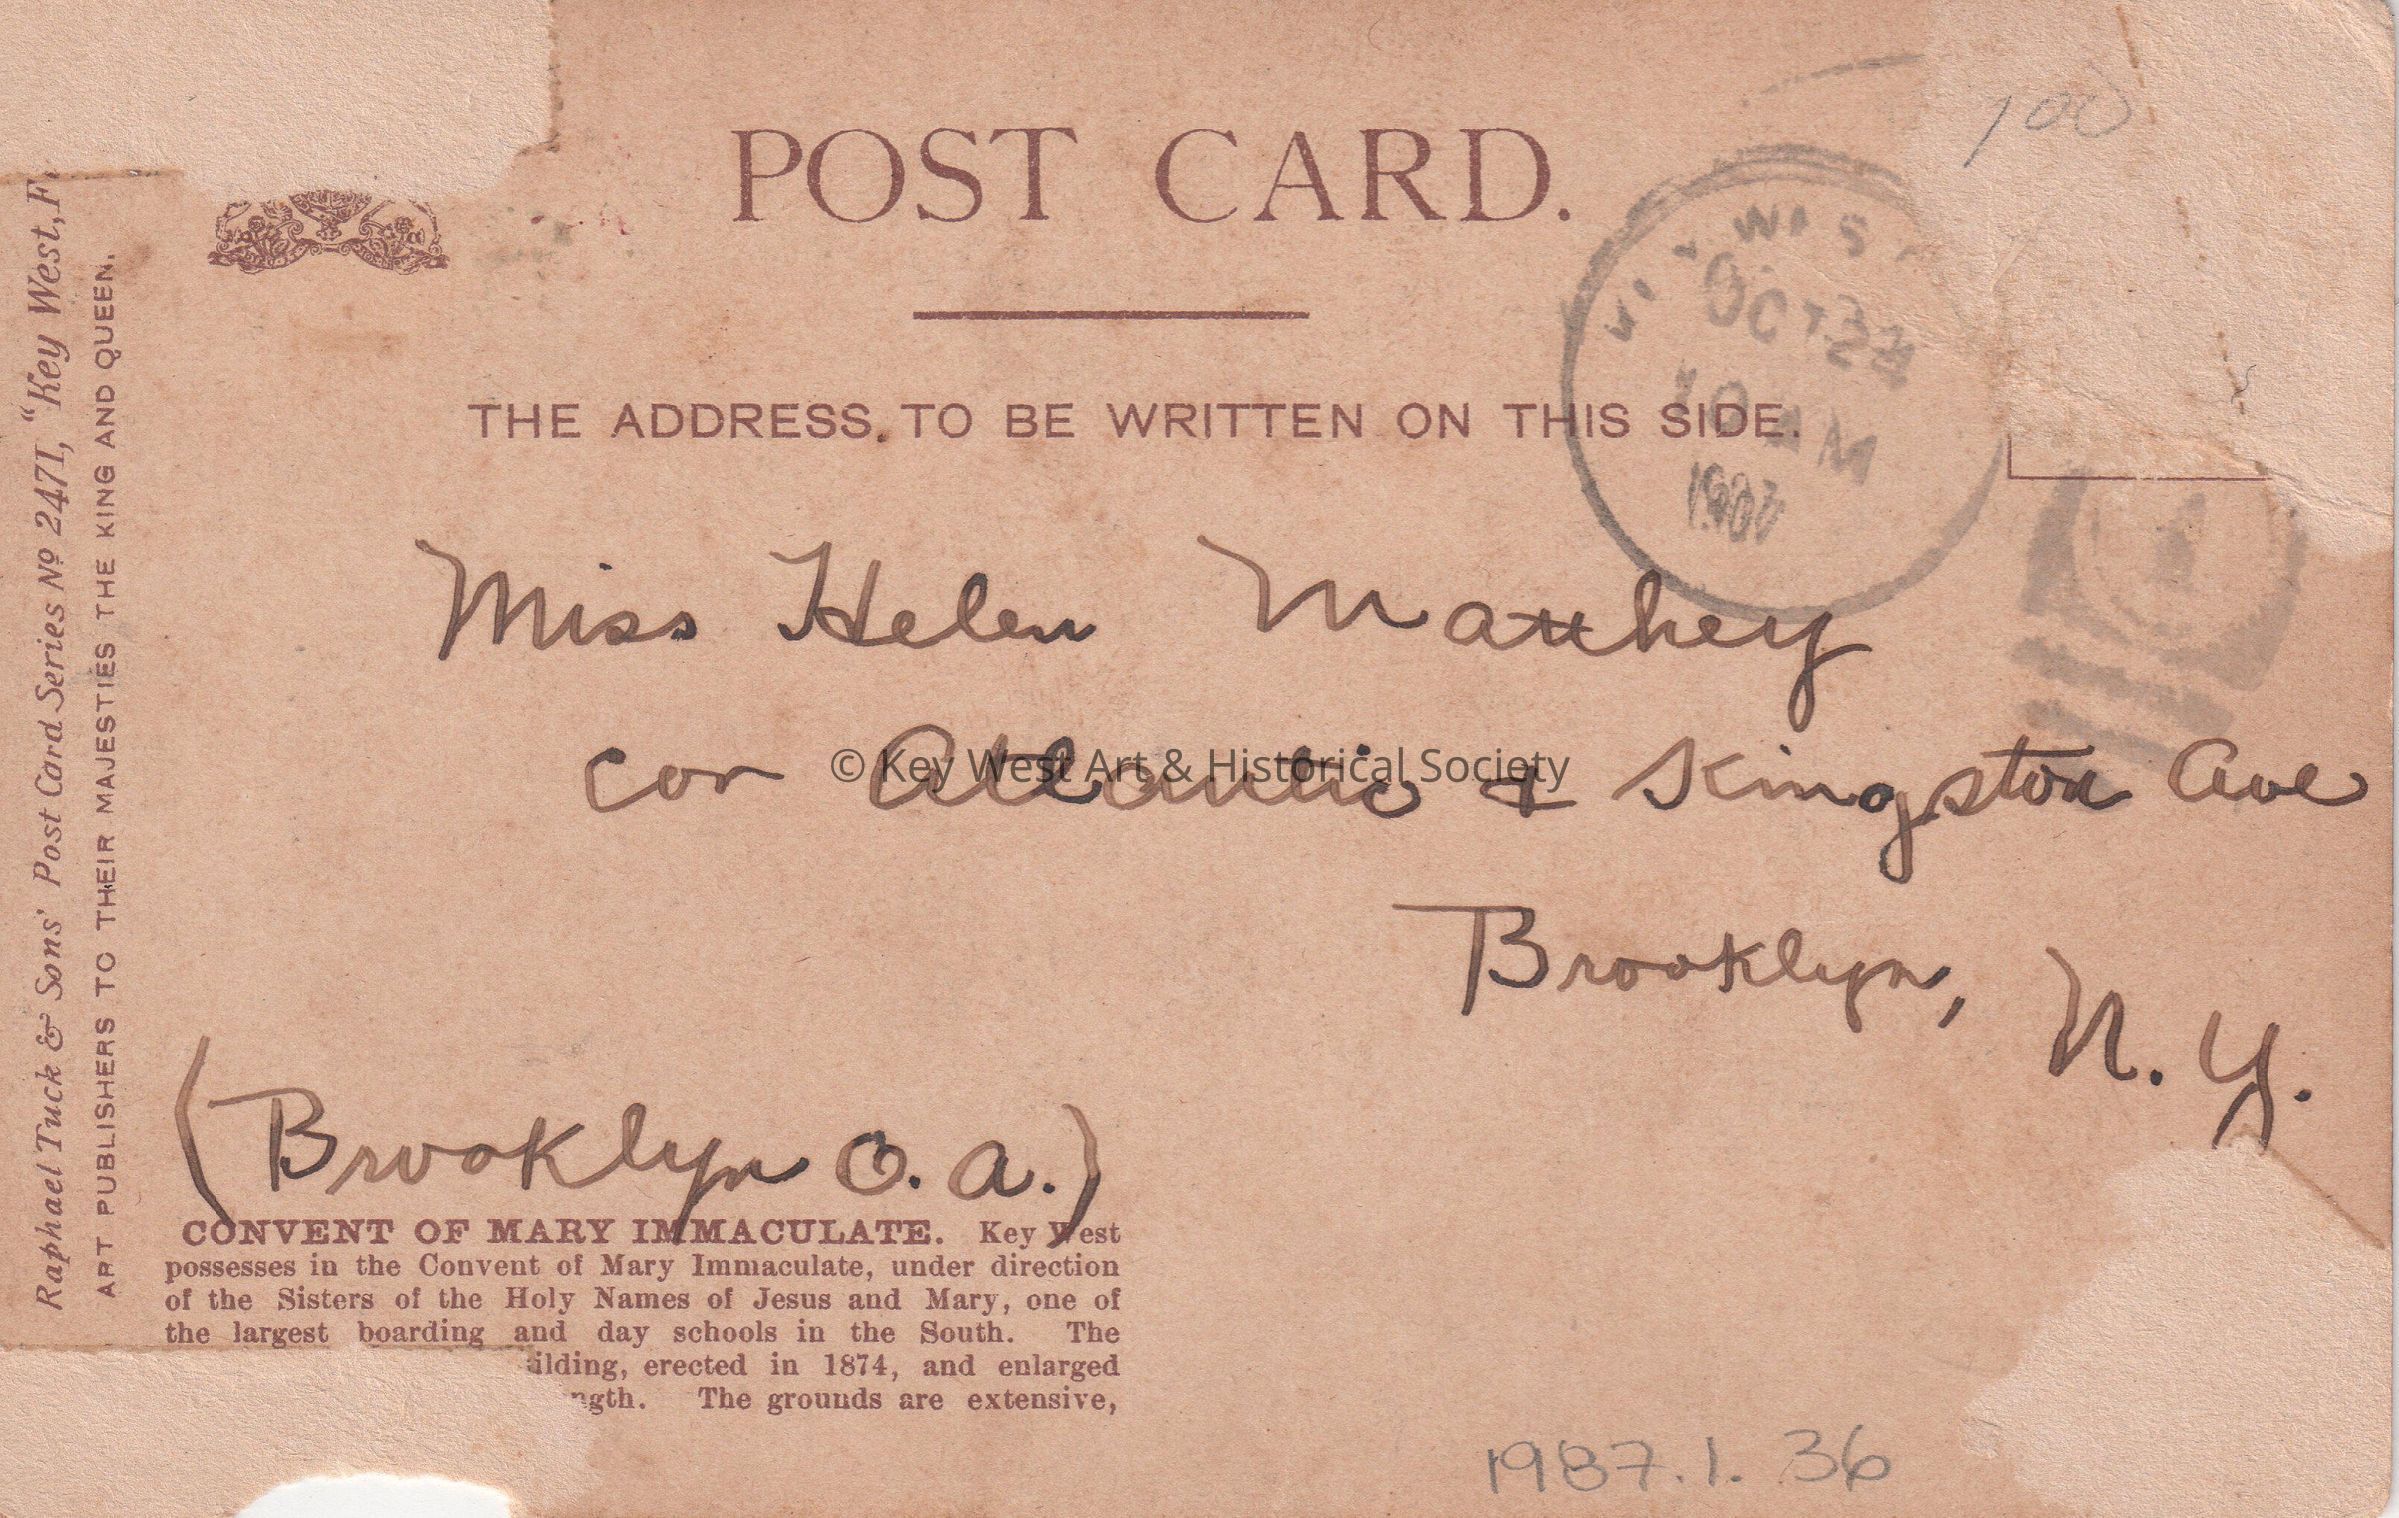 POST CARD.
100
OCT 
10 AM
THE ADDRESS TO BE WRITTEN ON THIS SIDE.
Miss Helen Matthey
cor Atlantic & Kingston Ave
© Key West Art & Historical Society
Brooklyn, N. Y.
(Brooklyn O. A.)
CONVENT OF MARY IMMACULATE. Key West
possesses in the Convent of Mary Immaculate, under direction
of the Sisters of the Holy Names of Jesus and Mary, one of
the largest boarding and day schools in the South. The
ilding, erected in 1874, and enlarged
ngth. The grounds are extensive,
1987.1.36
Raphael Tuck & Sons' Post Card Series No 2471, "Key West, F
ART PUBLISHERS TO THEIR MAJESTIES THE KING AND QUEEN.